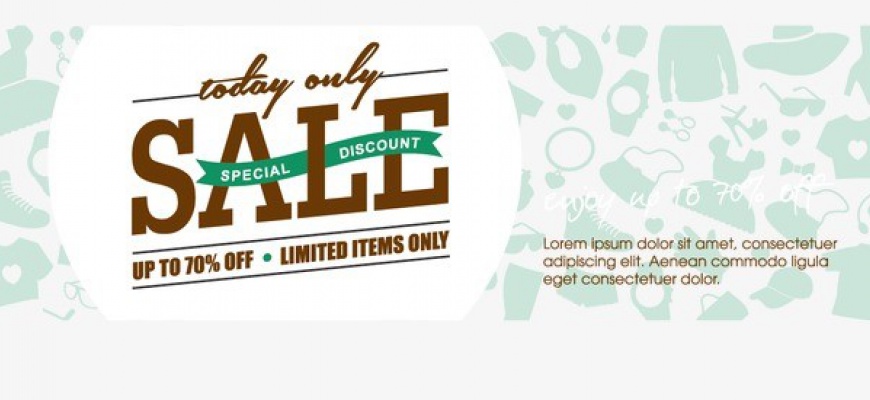 today only
SALE
SPECIAL DISCOUNT
UP TO 70% OFF • LIMITED ITEMS ONLY
enjoy up to 70% off
Lorem ipsum dolor sit amet, consectetuer
adipiscing elit. Aenean commodo ligula
eget consectetuer dolor.